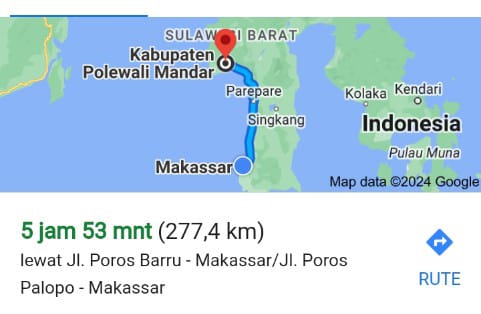 SULAWESI BARAT
Kabupaten
Polewali Mandar
Parepare
Singkang
Kolaka
Kendari
Indonesia
Pulau Muna
Makassar
Map data ©2024 Google
5 jam 53 mnt (277,4 km)
lewat Jl. Poros Barru - Makassar/Jl. Poros
Palopo - Makassar
RUTE